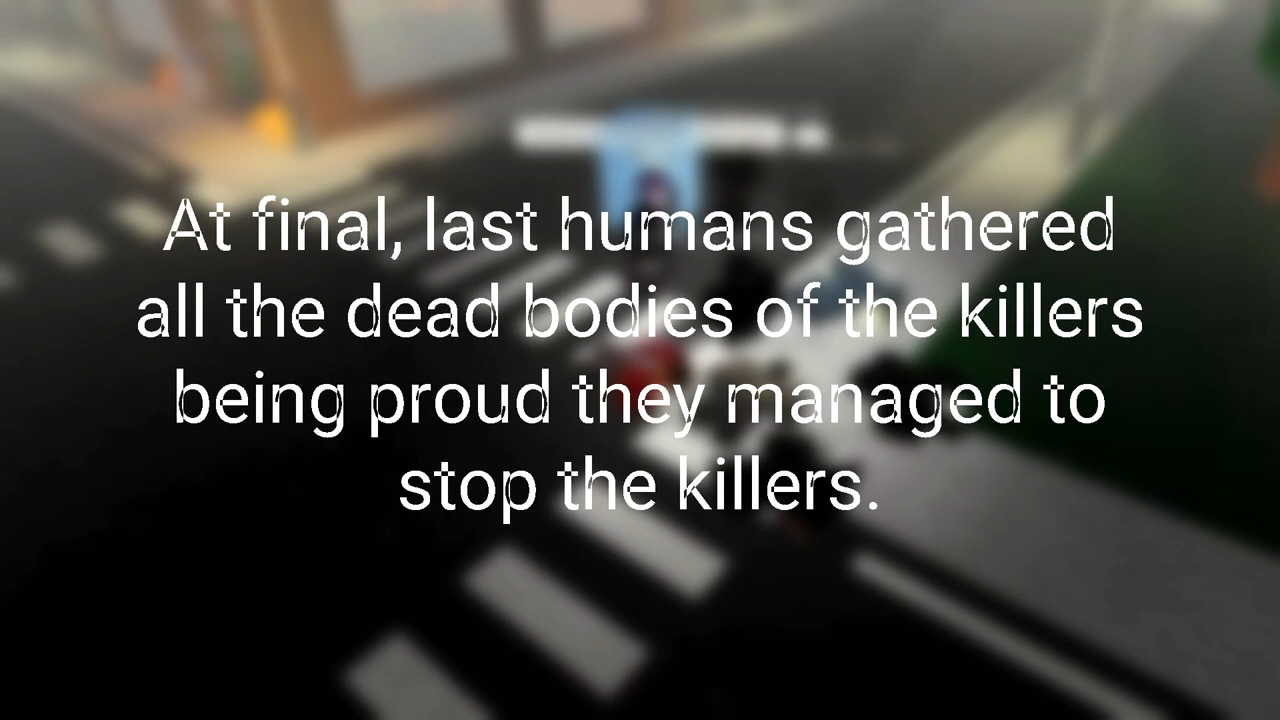 At final, last humans gathered
all the dead bodies of the killers
being proud they managed to
stop the killers.